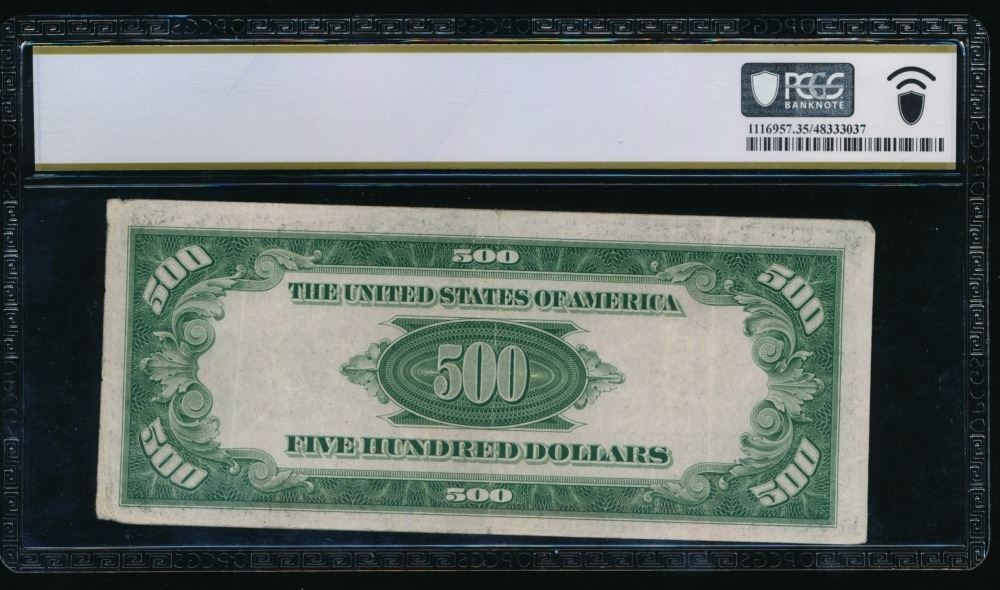 PCGS
BANKNOTE
1116957.35/48333037
500
500 500
THE UNITED STATES OF AMERICA
500
FIVE HUNDRED DOLLARS
500 500
500